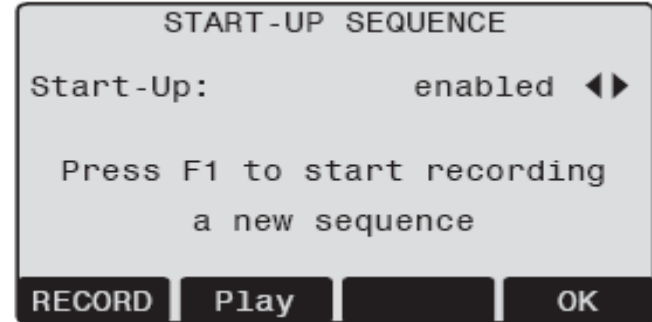 START-UP SEQUENCE
Start-Up: enabled
Press F1 to start recording
a new sequence
RECORD Play OK